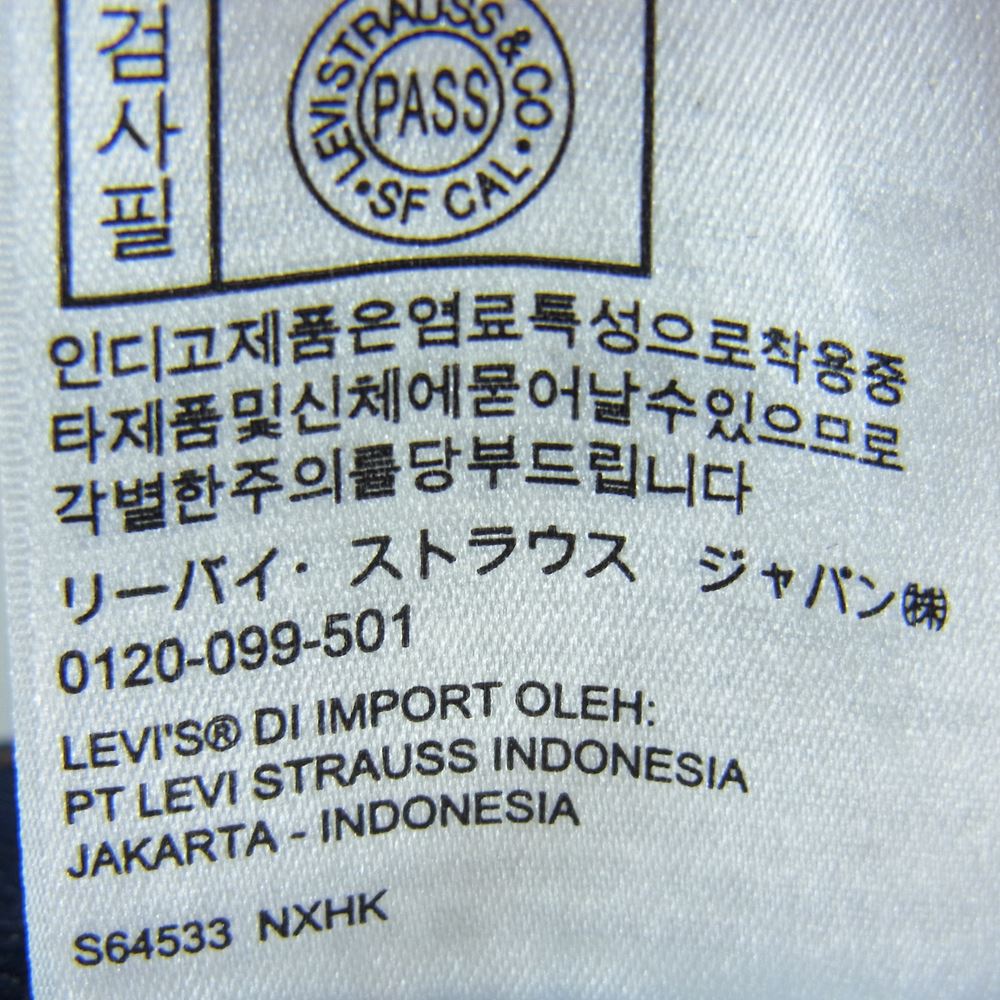 검사필
LEVI STRAUSS & CO
PASS
SF CAL
인디고제품은염료특성으로착용중
타제품및신체에묻어날수있으므로
각별한주의를당부드립니다
リーバイ・ストラウス ジャパン㈱
0120-099-501
LEVI'S® DI IMPORT OLEH:
PT LEVI STRAUSS INDONESIA
JAKARTA - INDONESIA
S64533 NXHK